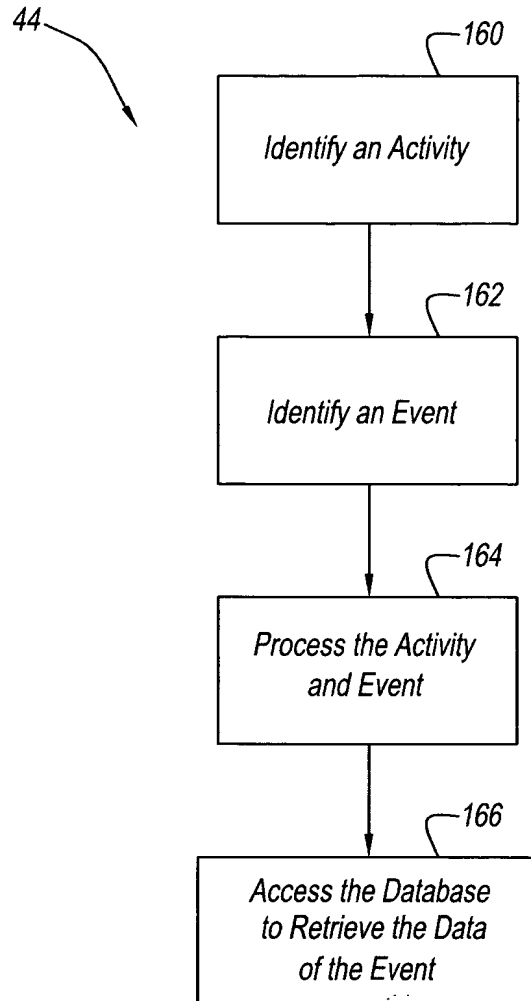 44
160
Identify an Activity
162
Identify an Event
164
Process the Activity
and Event
166
Access the Database
to Retrieve the Data
of the Event